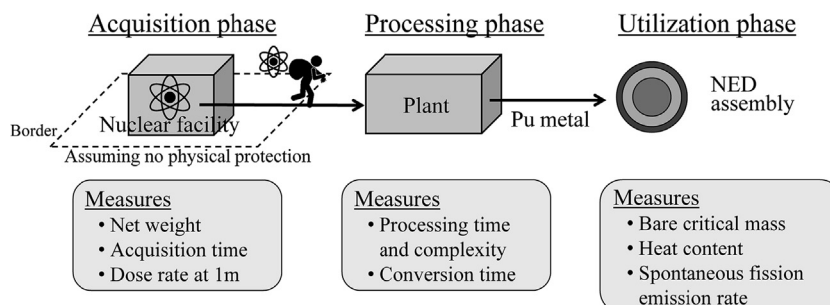 Acquisition phase
Processing phase
Utilization phase
Border
Nuclear facility
Assuming no physical protection
Plant
Pu metal
NED
assembly
Measures
• Net weight
• Acquisition time
• Dose rate at 1m
Measures
• Processing time
and complexity
• Conversion time
Measures
• Bare critical mass
• Heat content
• Spontaneous fission
emission rate